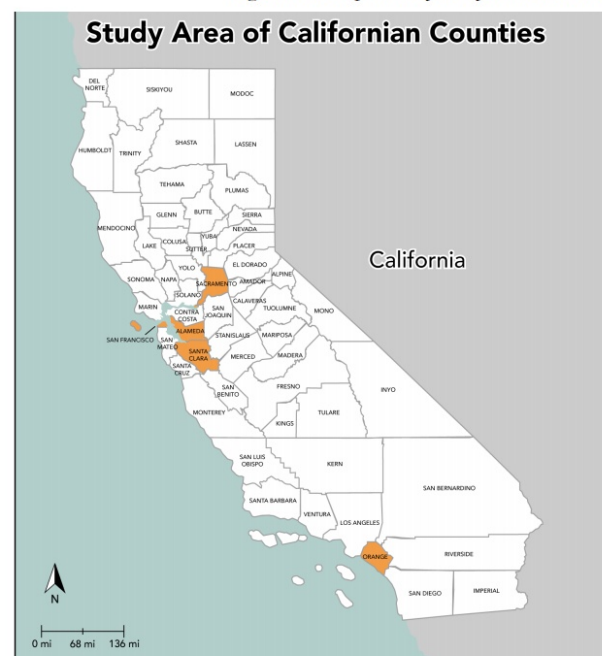 Study Area of Californian Counties
DEL
NORTE
SISKIYOU
MODOC
HUMBOLDT
TRINITY
SHASTA
LASSEN
TEHAMA
PLUMAS
GLENN
BUTTE
SIERRA
MENDOCINO
NEVADA
YUBA
COLUSA
LAKE
SUTTER
PLACER
California
EL DORADO
YOLO
ALPINE
SONOMA
NAPA
SACRAMENTO
AMADOR
SOLANO
CALAVERAS
MARIN
CONTRA
COSTA
SAN
JOAQUIN
TUOLUMNE
MONO
SAN FRANCISCO
ALAMEDA
SAN
MATEO
STANISLAUS
MARIPOSA
SANTA
CLARA
MERCED
MADERA
SANTA
CRUZ
SAN
BENITO
FRESNO
INYO
MONTEREY
TULARE
KINGS
SAN LUIS
OBISPO
KERN
SAN BERNARDINO
SANTA BARBARA
VENTURA
LOS ANGELES
ORANGE
RIVERSIDE
SAN DIEGO
IMPERIAL
N
0 mi 68 mi 136 mi